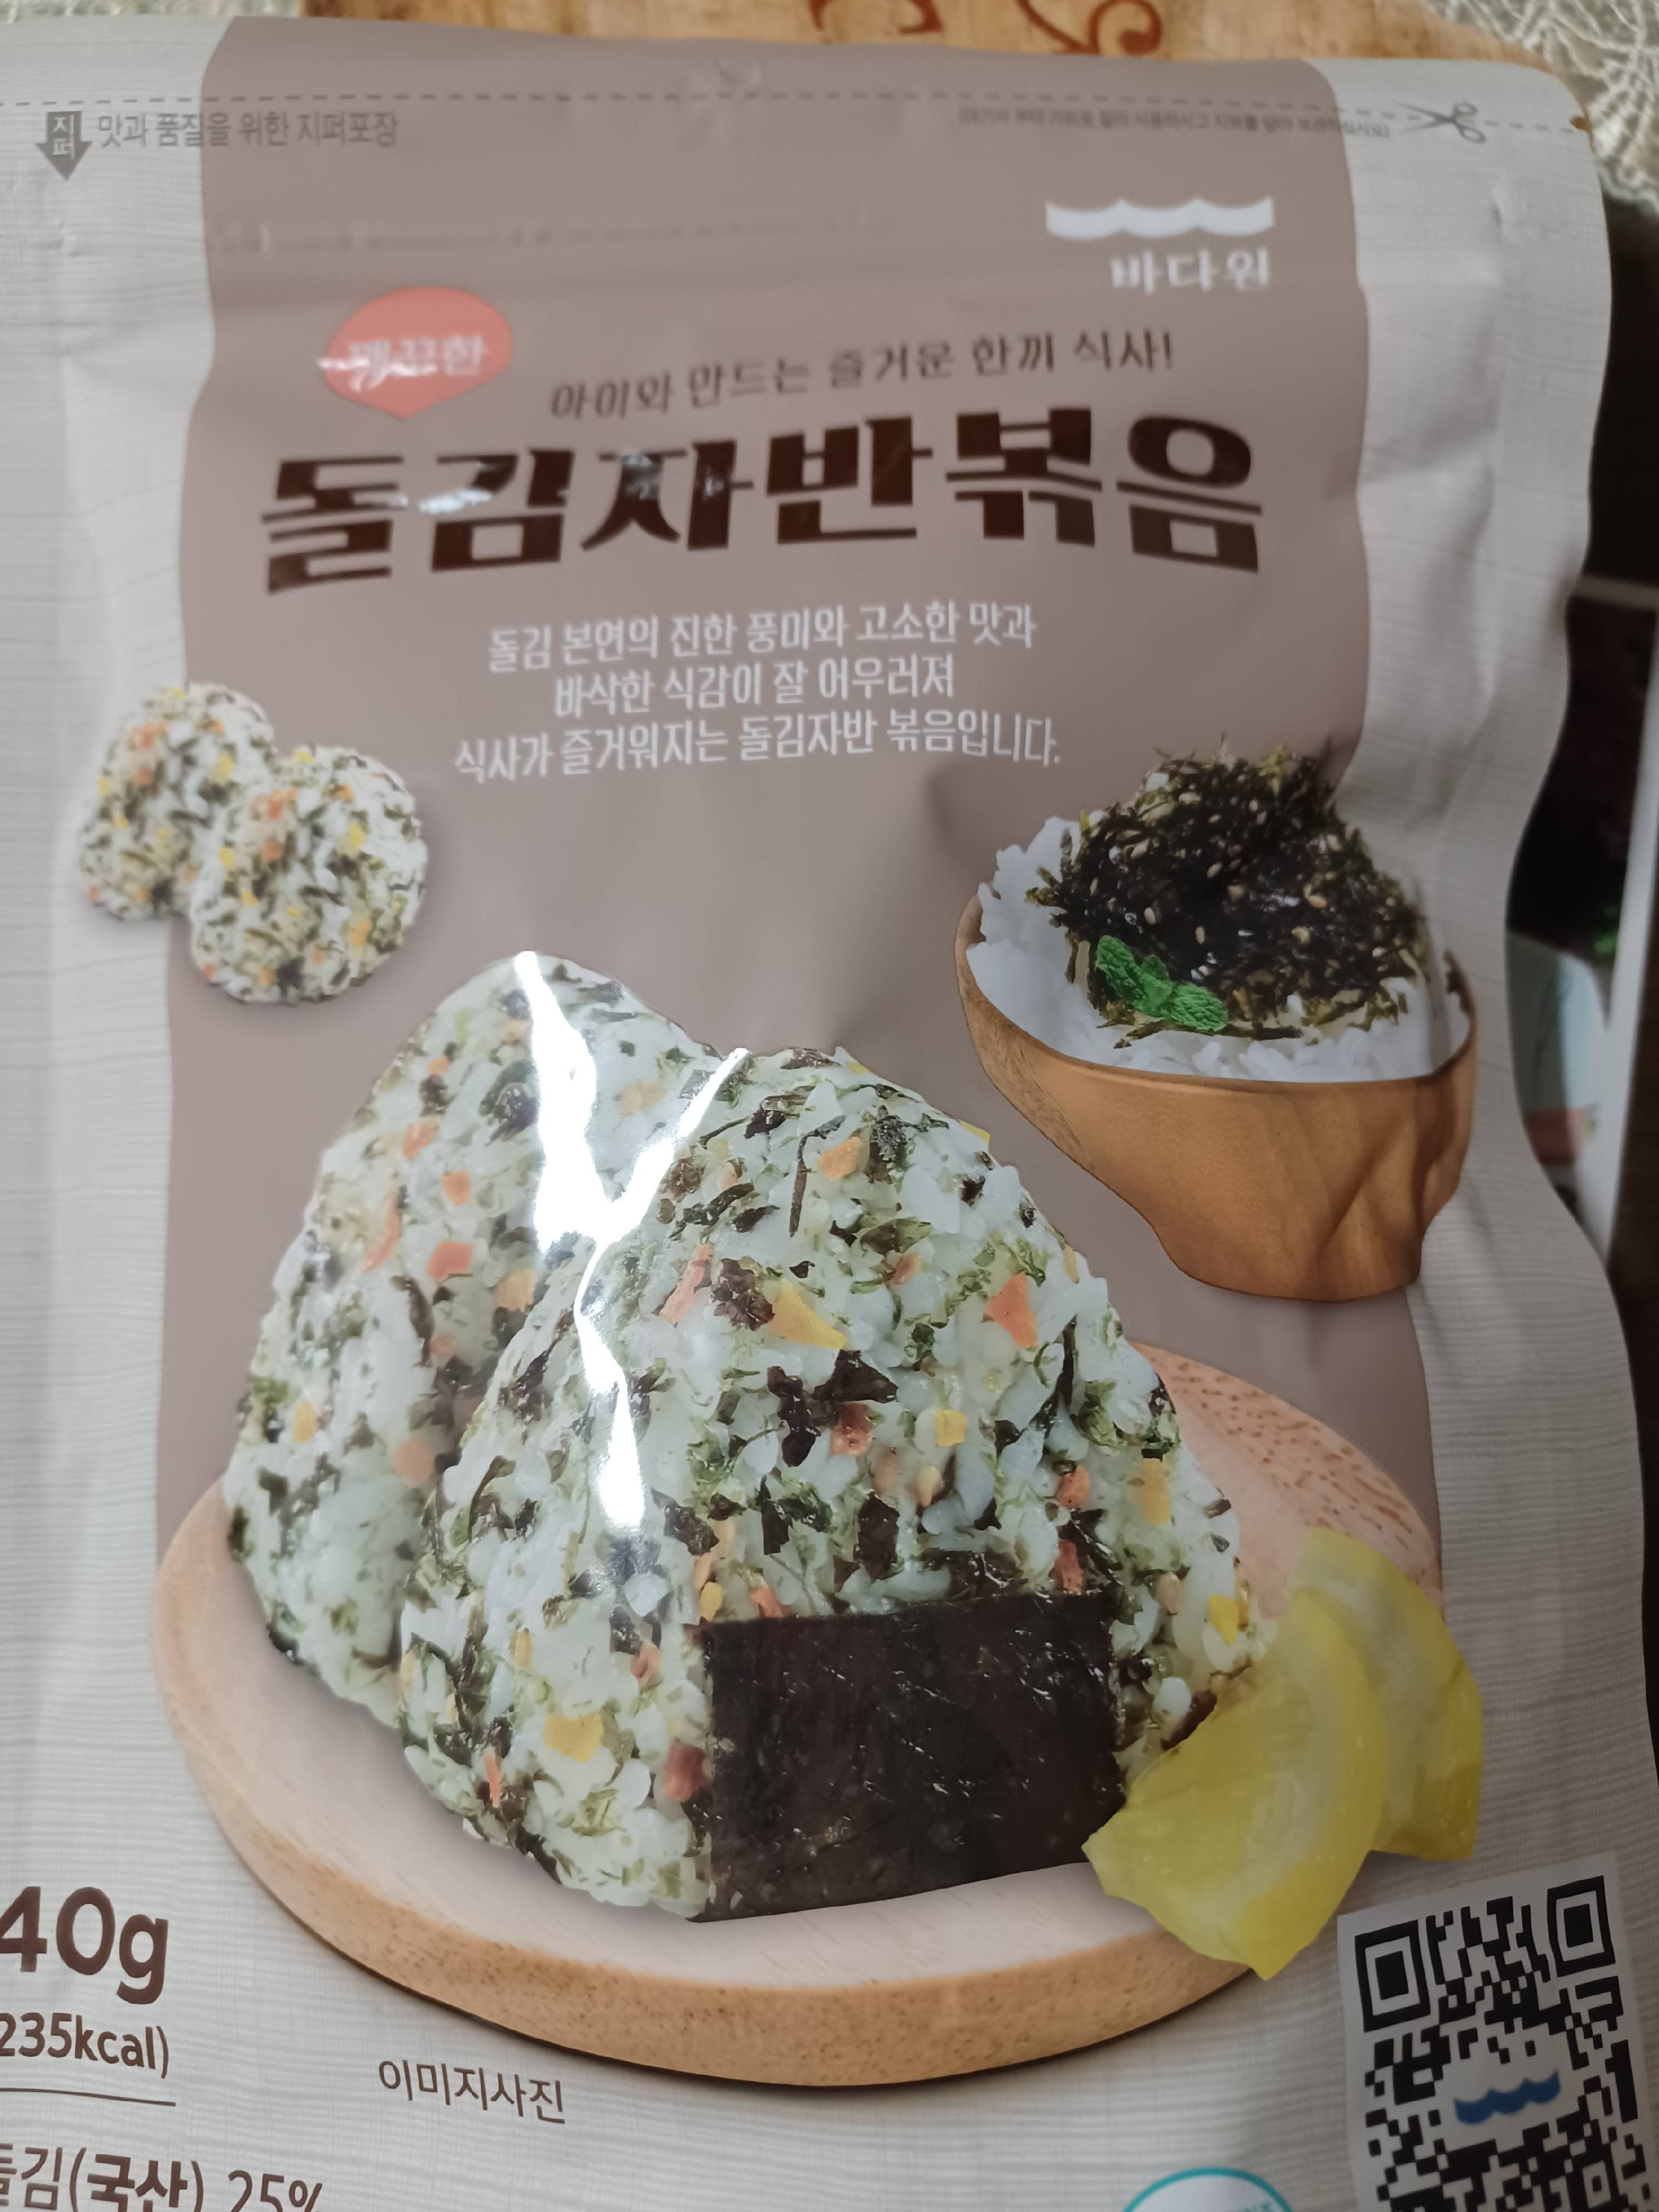 지퍼
맛과 품질을 위한 지퍼포장
바다원
깨끗한
아이와 만드는 즐거운 한끼 식사!
돌김자반볶음
돌김 본연의 진한 풍미와 고소한 맛과
바삭한 식감이 잘 어우러져
식사가 즐거워지는 돌김자반 볶음입니다.
40g
235kcal)
이미지사진
돌김(국산) 25%